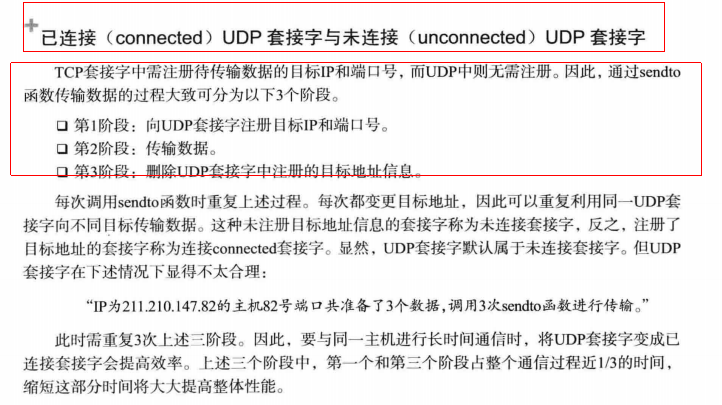 已连接（connected）UDP 套接字与未连接（unconnected）UDP 套接字
TCP套接字中需注册待传输数据的目标IP和端口号，而UDP中则无需注册。因此，通过sendto
函数传输数据的过程大致可分为以下3个阶段。
❑ 第1阶段：向UDP套接字注册目标IP和端口号。
❑ 第2阶段：传输数据。
❑ 第3阶段：删除UDP套接字中注册的目标地址信息。
每次调用sendto函数时重复上述过程。每次都变更目标地址，因此可以重复利用同一UDP套
接字向不同目标传输数据。这种未注册目标地址信息的套接字称为未连接套接字，反之，注册了
目标地址的套接字称为连接connected套接字。显然，UDP套接字默认属于未连接套接字。但UDP
套接字在下述情况下显得不太合理：
“IP为211.210.147.82的主机82号端口共准备了3个数据，调用3次sendto函数进行传输。”
此时需重复3次上述三阶段。因此，要与同一主机进行长时间通信时，将UDP套接字变成已
连接套接字会提高效率。上述三个阶段中，第一个和第三个阶段占整个通信过程近1/3的时间，
缩短这部分时间将大大提高整体性能。